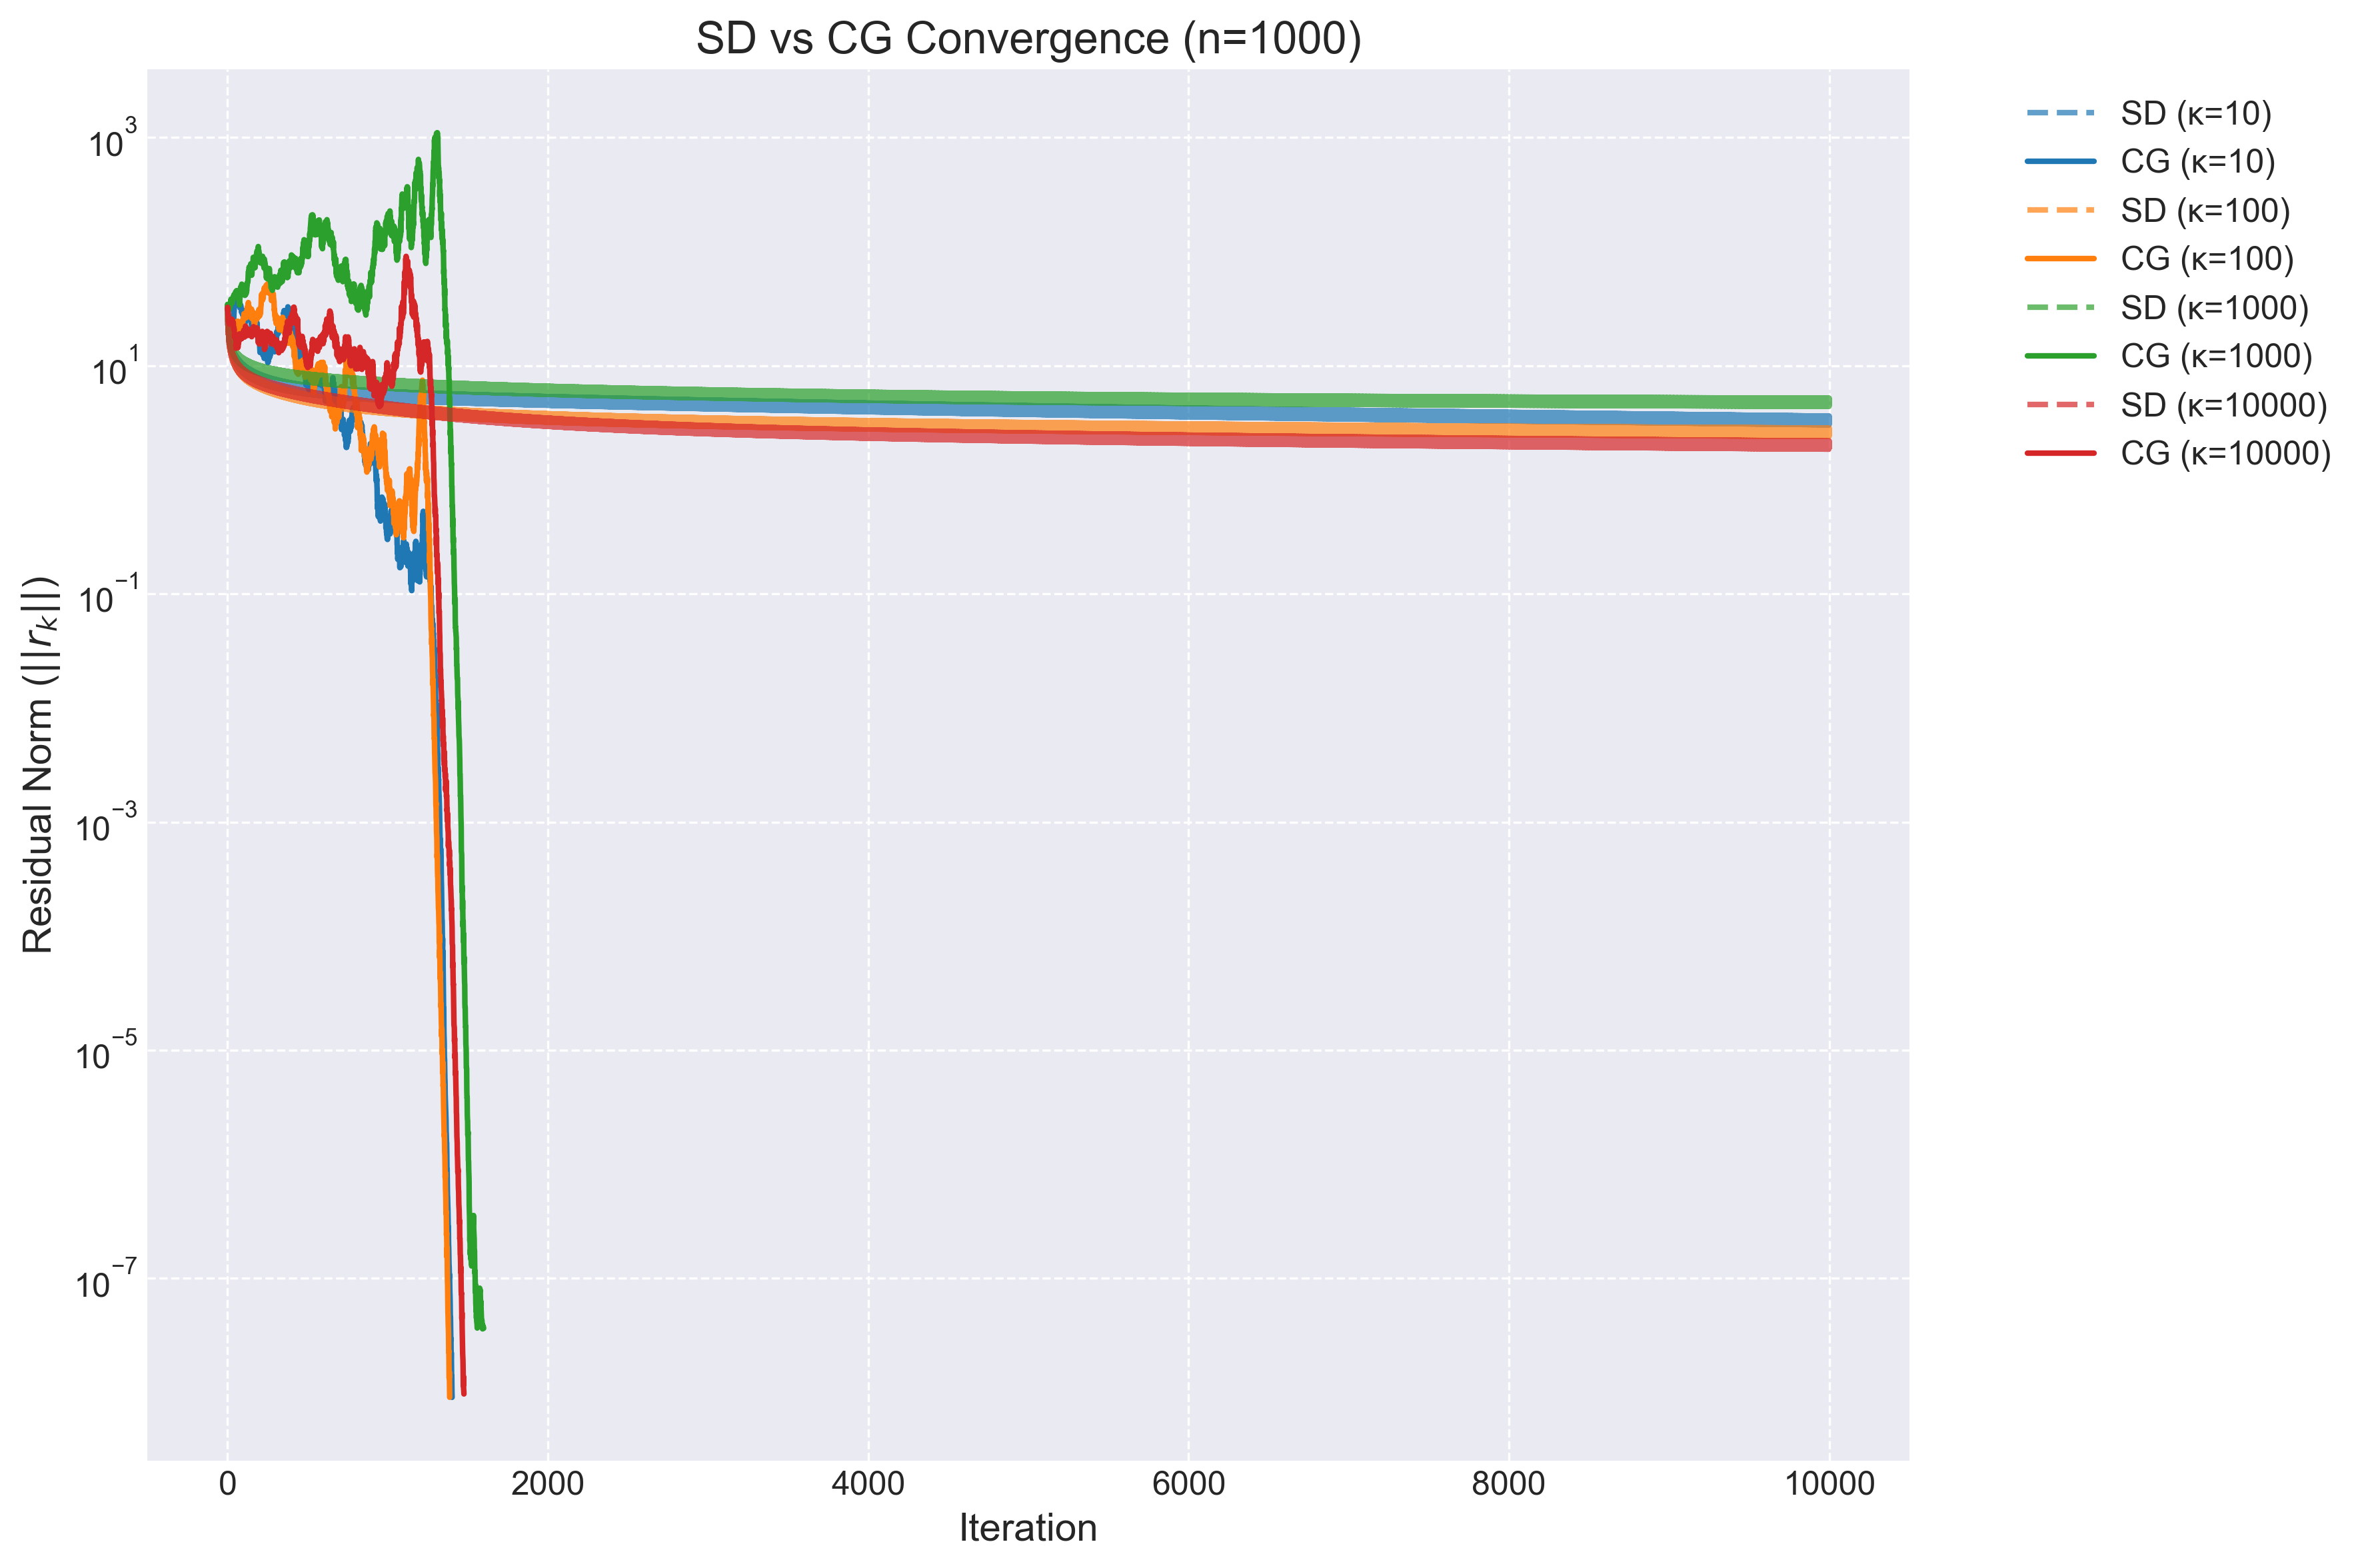 SD vs CG Convergence (n=1000)
10^3
10^1
10^−1
10^−3
10^−5
10^−7
Residual Norm (||r_k||)
0 2000 4000 6000 8000 10000
Iteration
SD (κ=10)
CG (κ=10)
SD (κ=100)
CG (κ=100)
SD (κ=1000)
CG (κ=1000)
SD (κ=10000)
CG (κ=10000)